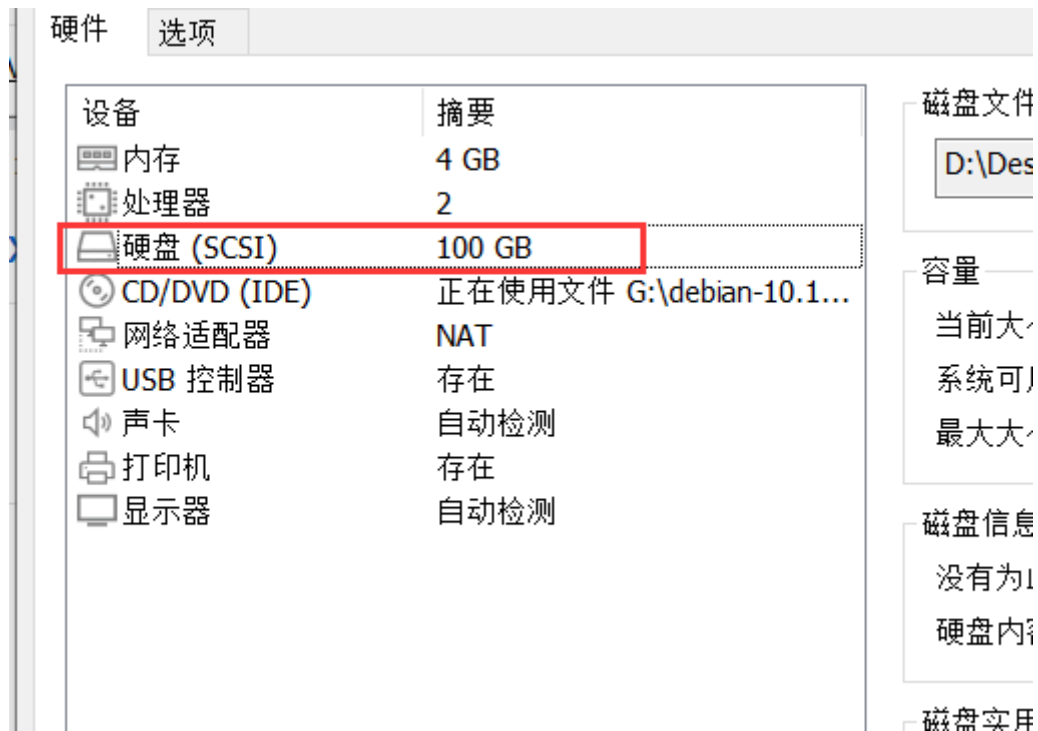 硬件 选项
设备 摘要
内存 4 GB
处理器 2
硬盘 (SCSI) 100 GB
CD/DVD (IDE) 正在使用文件 G:\debian-10.1...
网络适配器 NAT
USB 控制器 存在
声卡 自动检测
打印机 存在
显示器 自动检测
磁盘文件
D:\Des
容量
当前大
系统可
最大大
磁盘信息
没有为
硬盘内
磁盘实用